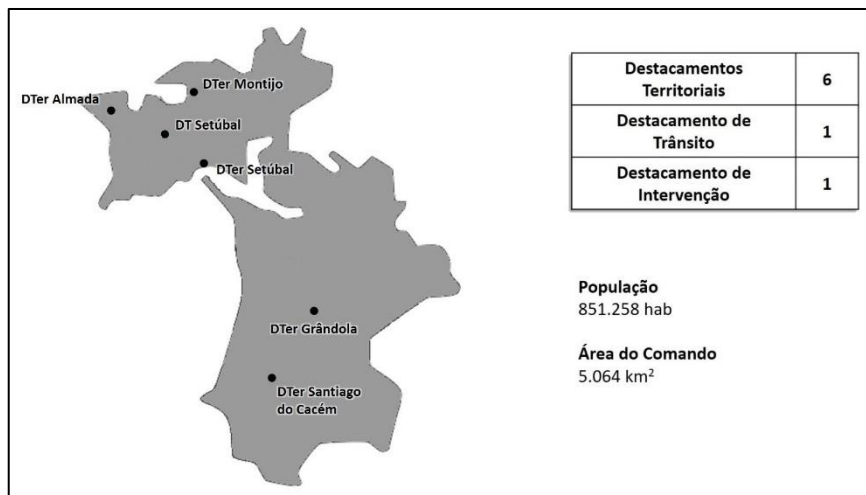 DTer Montijo
DTer Almada
DT Setúbal
DTer Setúbal
DTer Grândola
DTer Santiago
do Cacém
Destacamentos
Territoriais
6
Destacamento de
Trânsito
1
Destacamento de
Intervenção
1
População
851.258 hab
Área do Comando
5.064 km²